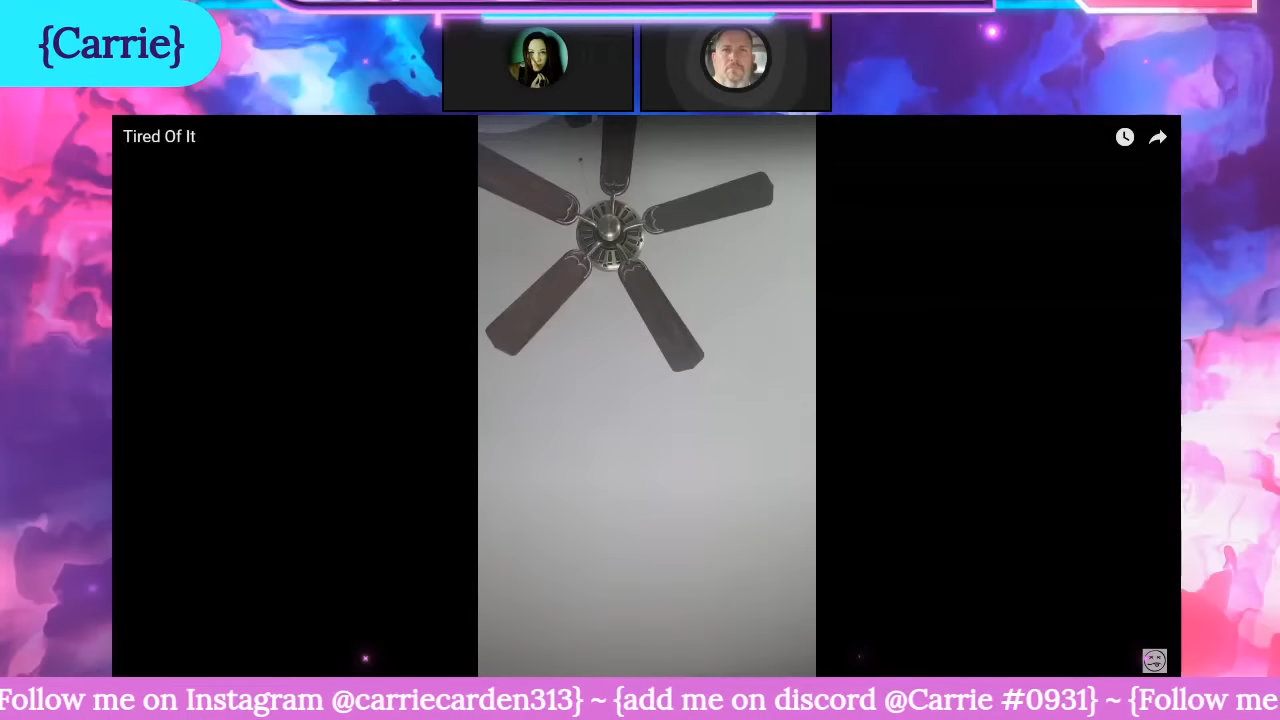 {Carrie}
Tired Of It
Follow me on Instagram @carriecarden313} ~ {add me on discord @Carrie #0931} ~ {Follow me